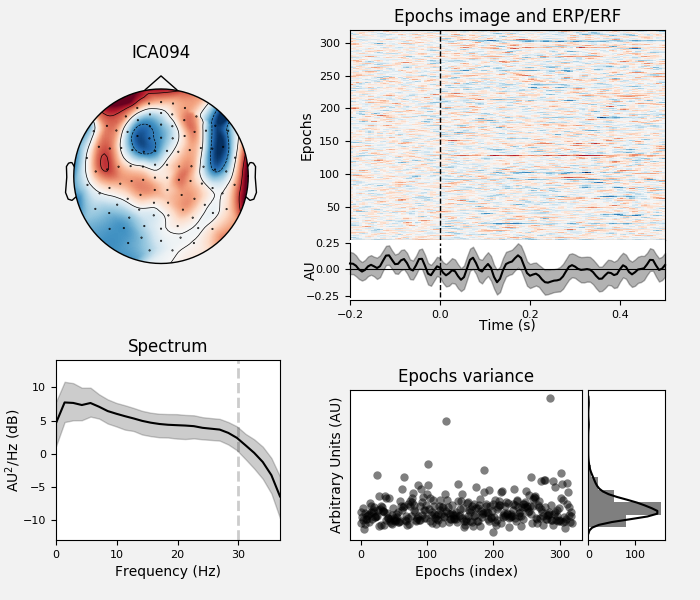 ICA094
Epochs image and ERP/ERF
300
250
200
150
100
50
Epochs
0.25
0.00
−0.25
AU
−0.2 0.0 0.2 0.4
Time (s)
Spectrum
10
5
0
−5
−10
AU²/Hz (dB)
0 10 20 30
Frequency (Hz)
Epochs variance
Arbitrary Units (AU)
0 100 200 300
Epochs (index)
0 100